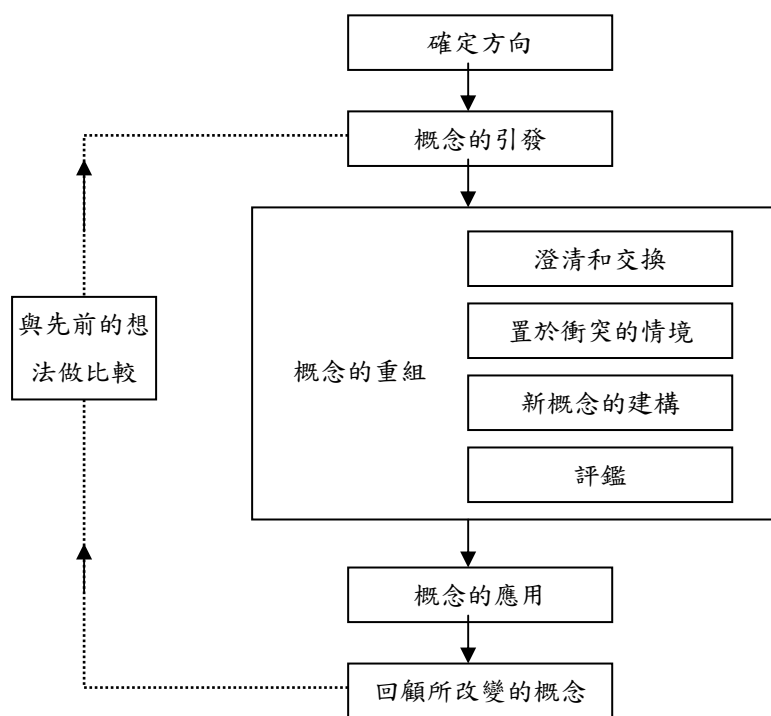 確定方向
概念的引發
澄清和交換
置於衝突的情境
與先前的想
法做比較
概念的重組
新概念的建構
評鑑
概念的應用
回顧所改變的概念